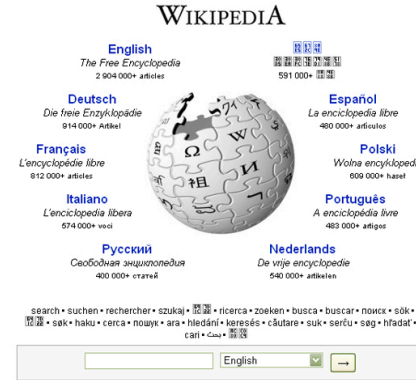 WIKIPEDIA
English
The Free Encyclopedia
2 904 000+ articles
591 000+
Deutsch
Die freie Enzyklopädie
914 000+ Artikel
Español
La enciclopedia libre
480 000+ artículos
Français
L'encyclopédie libre
812 000+ articles
Polski
Wolna encyklopedi
609 000+ haseł
Italiano
L'enciclopedia libera
574 000+ voci
Português
A enciclopédia livre
483 000+ artigos
Русский
Свободная энциклопедия
400 000+ статей
Nederlands
De vrije encyclopedie
540 000+ artikelen
Ω W И 祖
search • suchen • rechercher • szukaj • • ricerca • zoeken • busca • buscar • поиск • sök •
• søk • haku • cerca • пошук • ara • hledání • keresés • căutare • suk • serĉu • søg • hľadať •
cari • بحث •
English
→